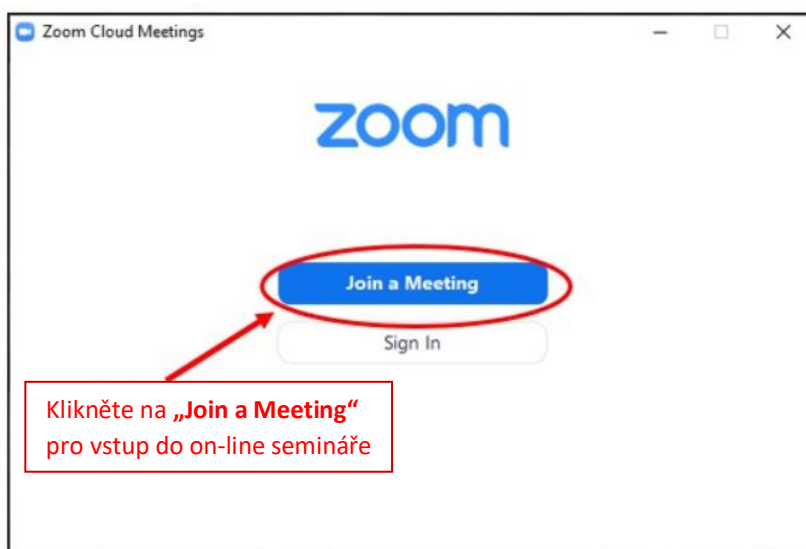 Zoom Cloud Meetings
zoom
Join a Meeting
Sign In
Klikněte na „Join a Meeting“
pro vstup do on-line semináře